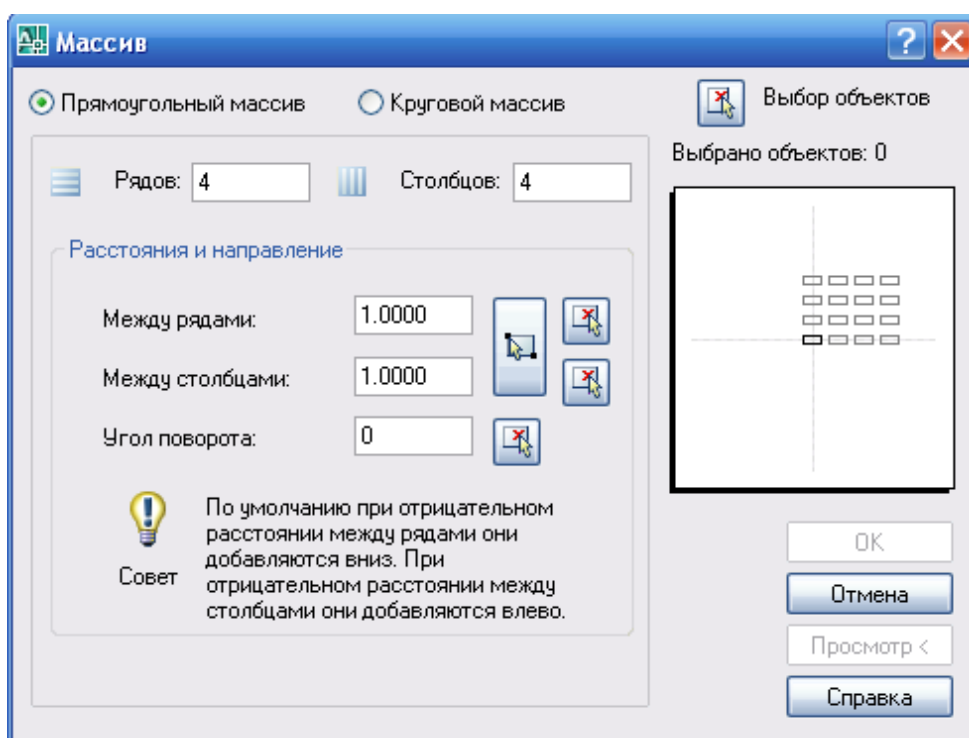 Массив
Прямоугольный массив Круговой массив Выбор объектов
Выбрано объектов: 0
Рядов: 4 Столбцов: 4
Расстояния и направление
Между рядами: 1.0000
Между столбцами: 1.0000
Угол поворота: 0
По умолчанию при отрицательном
расстоянии между рядами они
добавляются вниз. При
отрицательном расстоянии между
столбцами они добавляются влево.
Совет
OK
Отмена
Просмотр <
Справка